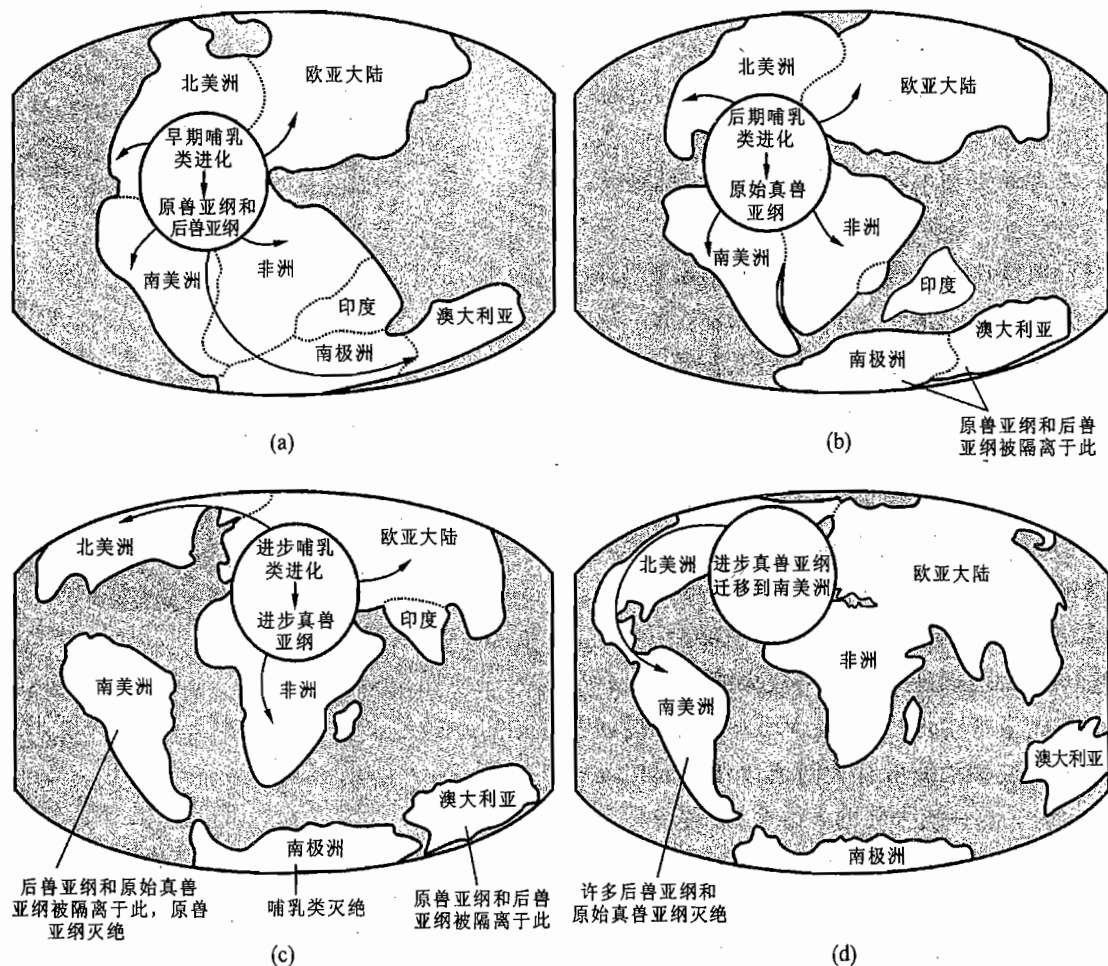 北美洲
欧亚大陆
早期哺乳
类进化
原兽亚纲和
后兽亚纲
南美洲
非洲
印度
南极洲
澳大利亚
(a)
北美洲
欧亚大陆
后期哺乳
类进化
原始真兽
亚纲
南美洲
非洲
印度
南极洲
澳大利亚
原兽亚纲和后兽
亚纲被隔离于此
(b)
北美洲
欧亚大陆
进步哺乳
类进化
进步真兽
亚纲
印度
南美洲
非洲
澳大利亚
南极洲
后兽亚纲和原始真兽
亚纲被隔离于此，原兽
亚纲灭绝
哺乳类灭绝
原兽亚纲和后兽
亚纲被隔离于此
(c)
北美洲
进步真兽亚纲
迁移到南美洲
欧亚大陆
非洲
南美洲
澳大利亚
南极洲
许多后兽亚纲和
原始真兽亚纲灭绝
(d)